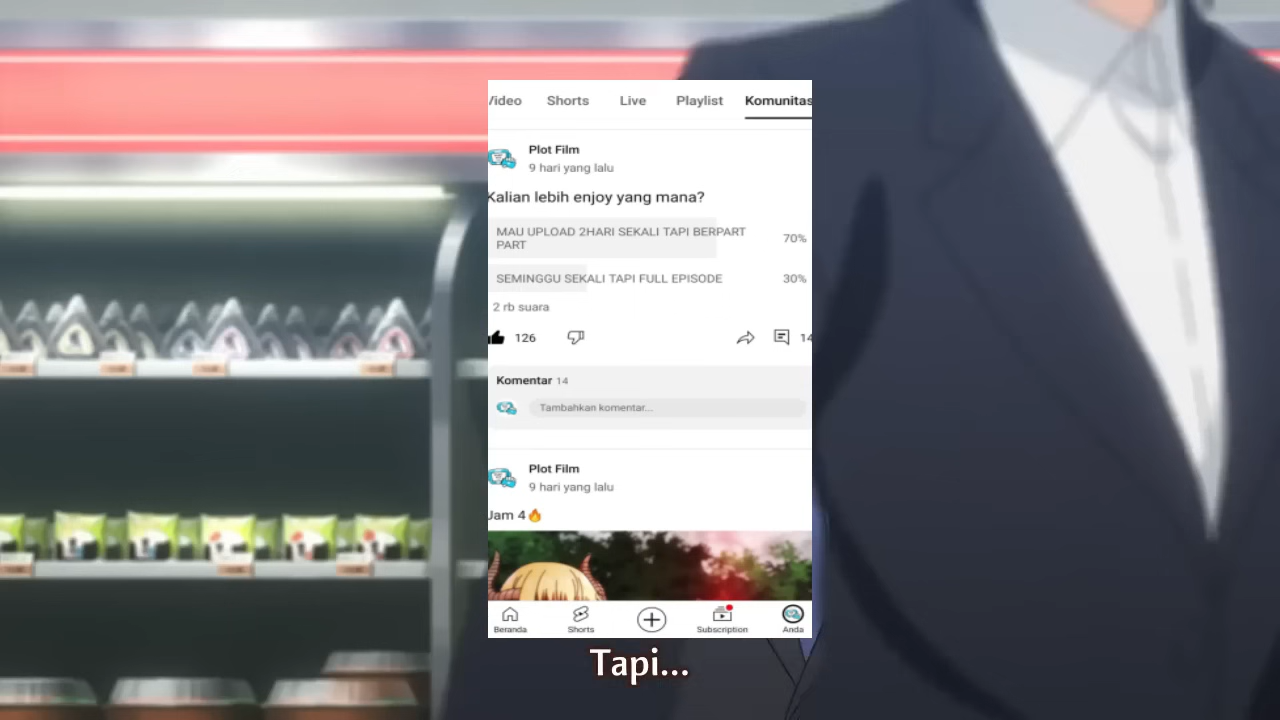 Video Shorts Live Playlist Komunitas
Plot Film
9 hari yang lalu
Kalian lebih enjoy yang mana?
MAU UPLOAD 2HARI SEKALI TAPI BERPART
PART
70%
SEMINGGU SEKALI TAPI FULL EPISODE 30%
2 rb suara
126 14
Komentar 14
Tambahkan komentar...
Plot Film
9 hari yang lalu
Jam 4🔥
Beranda Shorts Subscription Anda
Tapi...